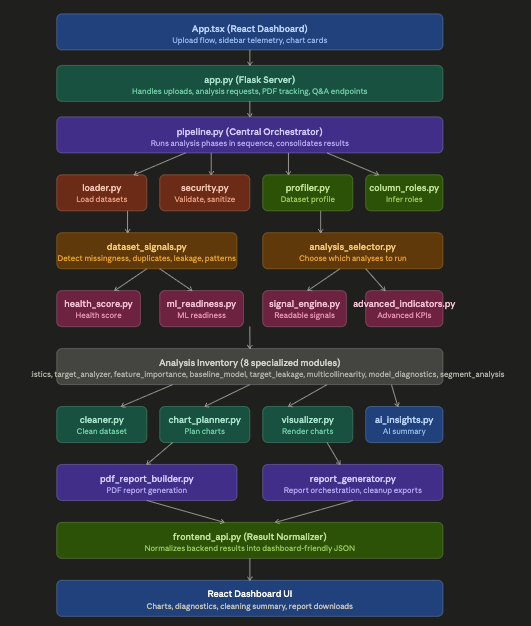 App.tsx (React Dashboard)
Upload flow, sidebar telemetry, chart cards
app.py (Flask Server)
Handles uploads, analysis requests, PDF tracking, Q&A endpoints
pipeline.py (Central Orchestrator)
Runs analysis phases in sequence, consolidates results
loader.py
Load datasets
security.py
Validate, sanitize
profiler.py
Dataset profile
column_roles.py
Infer roles
dataset_signals.py
Detect missingness, duplicates, leakage, patterns
analysis_selector.py
Choose which analyses to run
health_score.py
Health score
ml_readiness.py
ML readiness
signal_engine.py
Readable signals
advanced_indicators.py
Advanced KPIs
Analysis Inventory (8 specialized modules)
istics, target_analyzer, feature_importance, baseline_model, target_leakage, multicollinearity, model_diagnostics, segment_analysis
cleaner.py
Clean dataset
chart_planner.py
Plan charts
visualizer.py
Render charts
ai_insights.py
AI summary
pdf_report_builder.py
PDF report generation
report_generator.py
Report orchestration, cleanup exports
frontend_api.py (Result Normalizer)
Normalizes backend results into dashboard-friendly JSON
React Dashboard UI
Charts, diagnostics, cleaning summary, report downloads